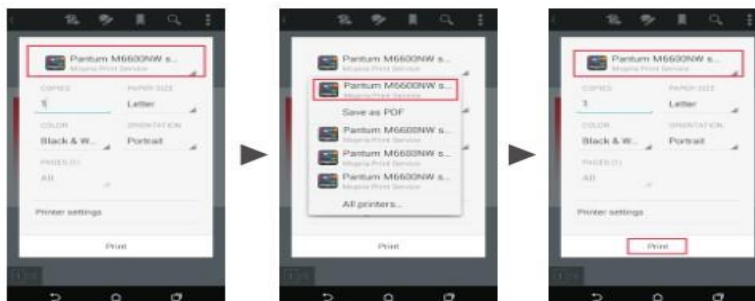 Pantum M6600NW s...
Mopria Print Service
COPIES PAPER SIZE
1 Letter
COLOR ORIENTATION
Black & W... Portrait
PAGES (1)
All
Printer settings
Print
Pantum M6600NW s...
Mopria Print Service
Pantum M6600NW s...
Mopria Print Service
Save as PDF
Pantum M6600NW s...
Mopria Print Service
Pantum M6600NW s...
Mopria Print Service
Pantum M6600NW s...
Mopria Print Service
All printers...
Print
Pantum M6600NW s...
Mopria Print Service
COPIES PAPER SIZE
1 Letter
COLOR ORIENTATION
Black & W... Portrait
PAGES (1)
All
Printer settings
Print